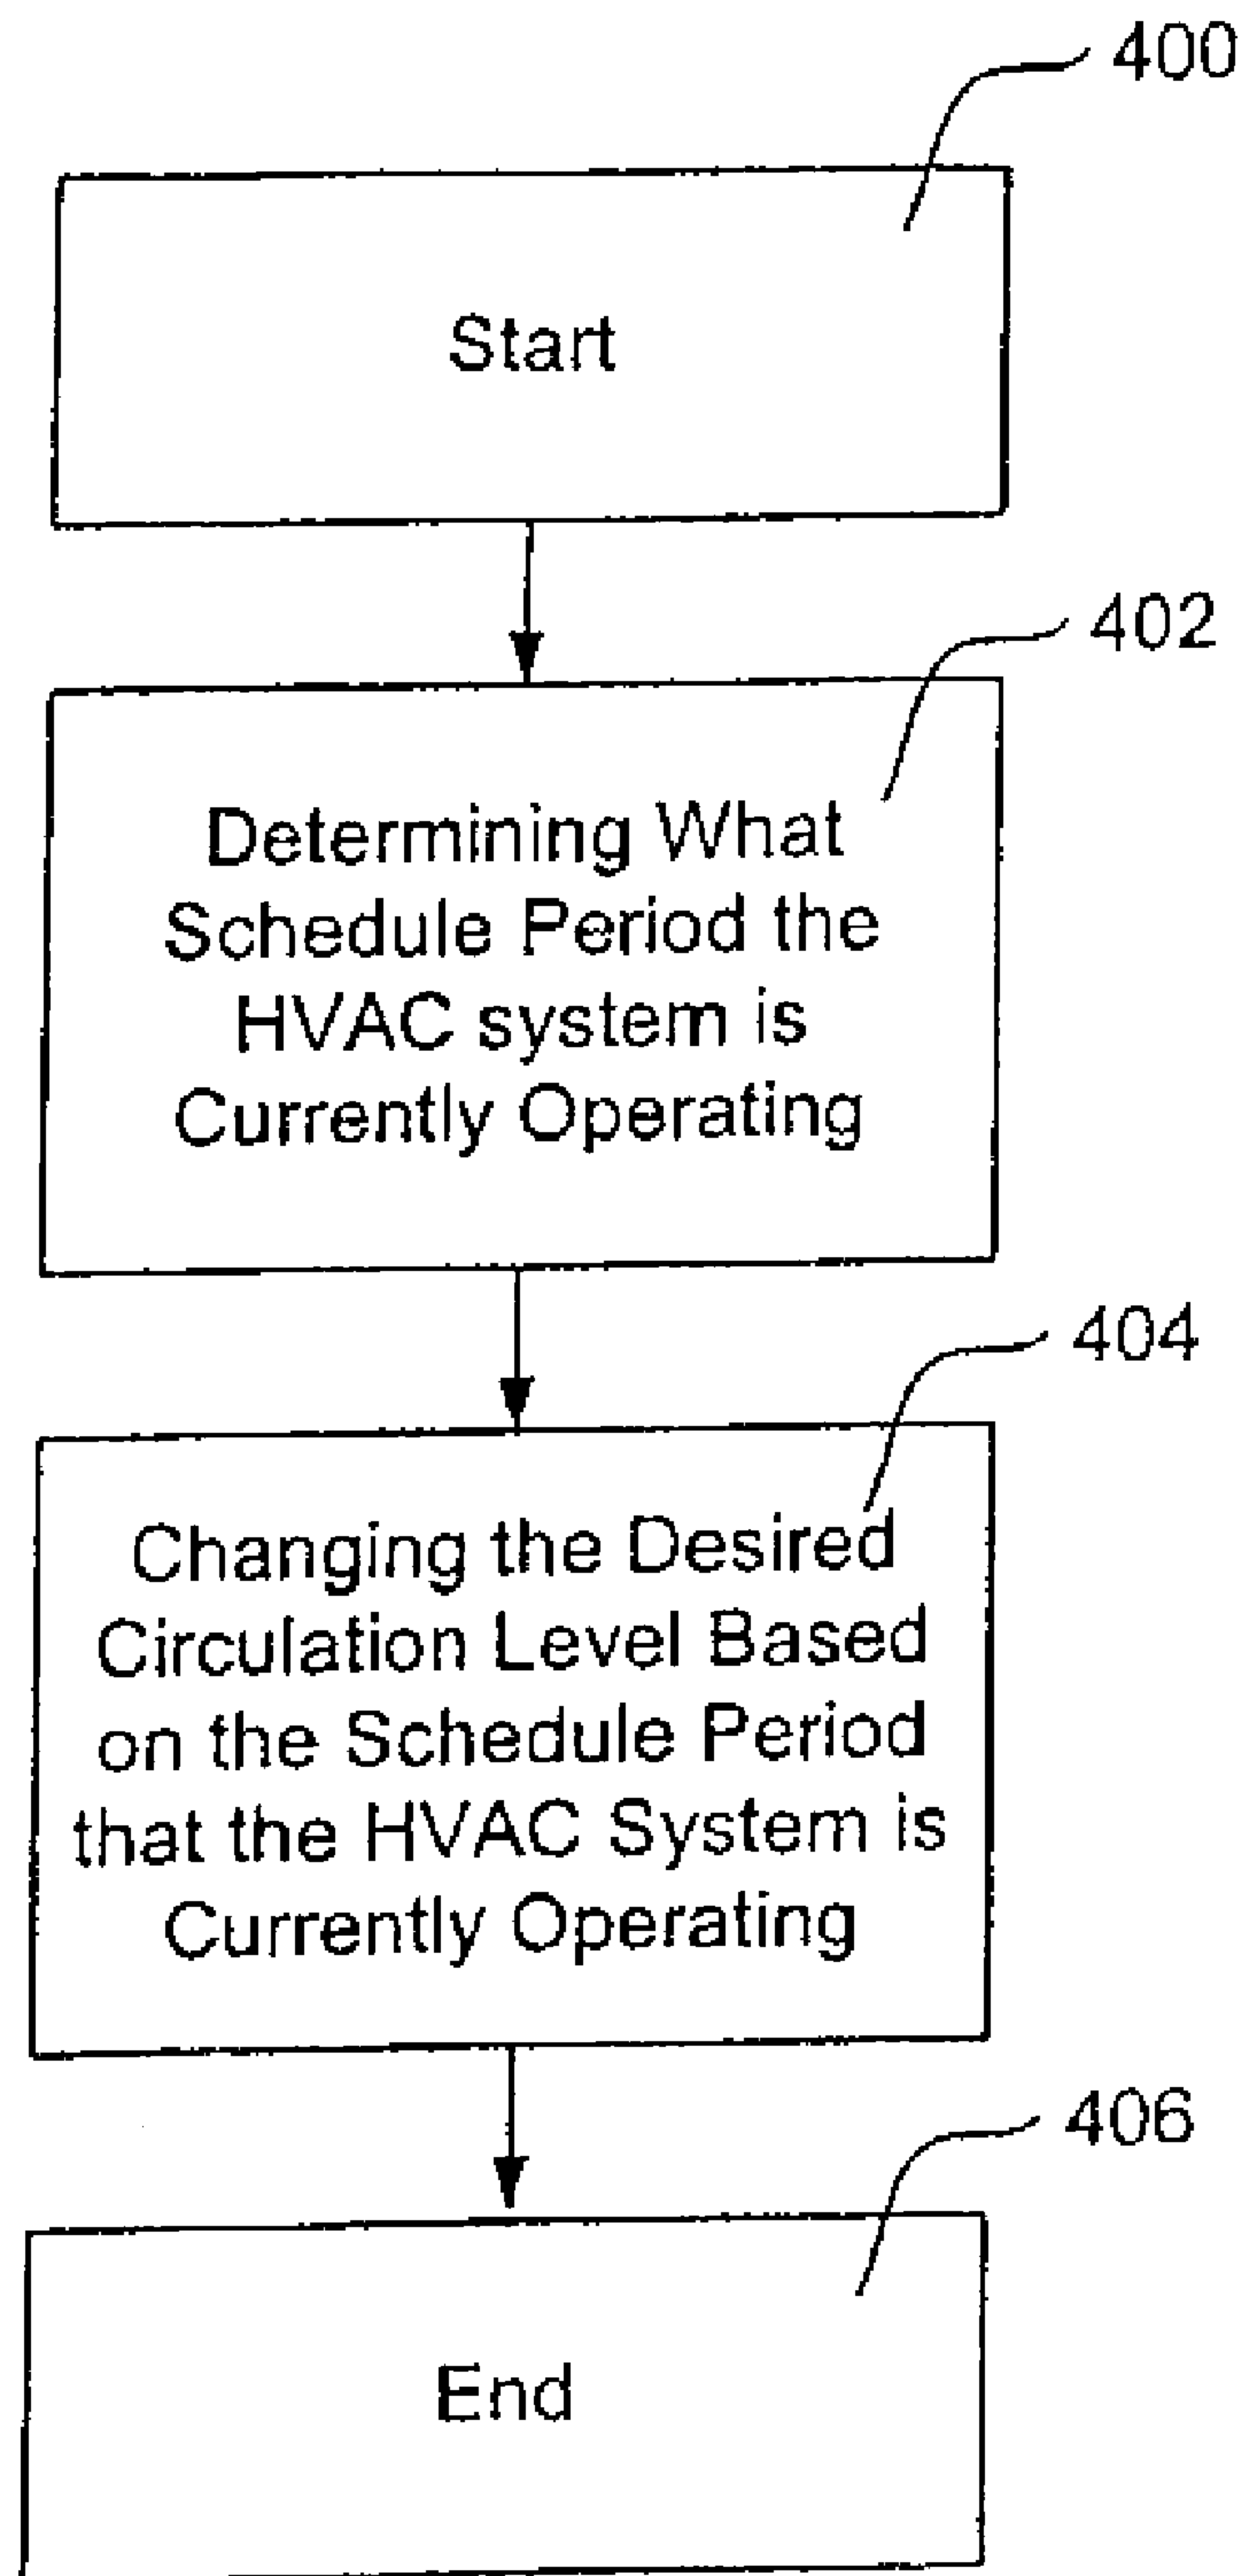 400
Start
402
Determining What
Schedule Period the
HVAC system is
Currently Operating
404
Changing the Desired
Circulation Level Based
on the Schedule Period
that the HVAC System is
Currently Operating
406
End